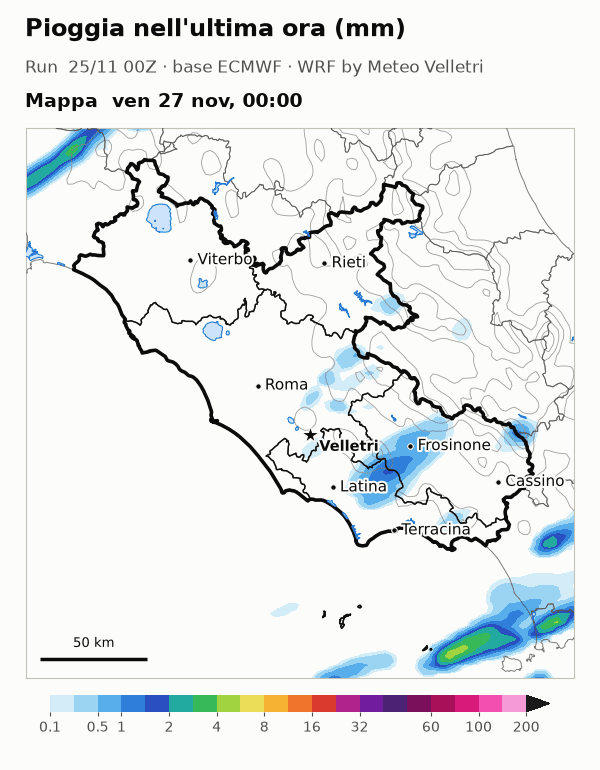 Pioggia nell'ultima ora (mm)
Run  25/11 00Z · base ECMWF · WRF by Meteo Velletri
Mappa  ven 27 nov, 00:00
Viterbo
Rieti
Roma
Velletri
Frosinone
Latina
Cassino
Terracina
50 km
0.1 0.5 1 2 4 8 16 32 60 100 200